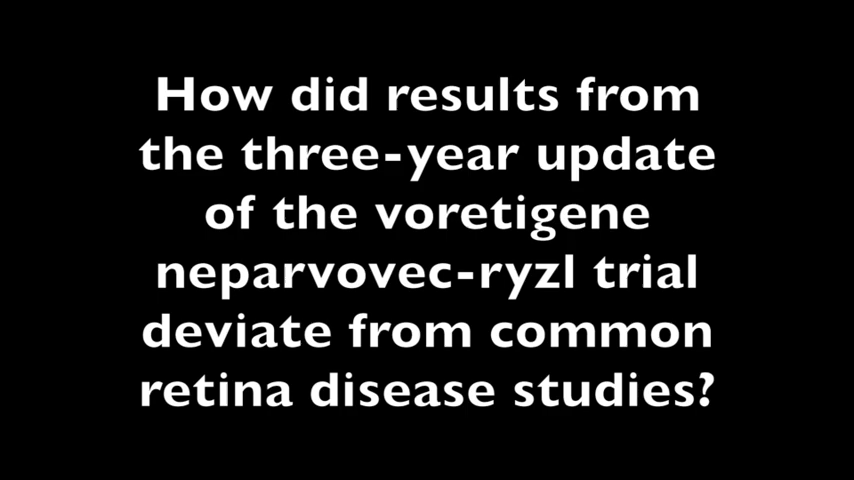 How did results from
the three-year update
of the voretigene
neparvovec-ryzl trial
deviate from common
retina disease studies?